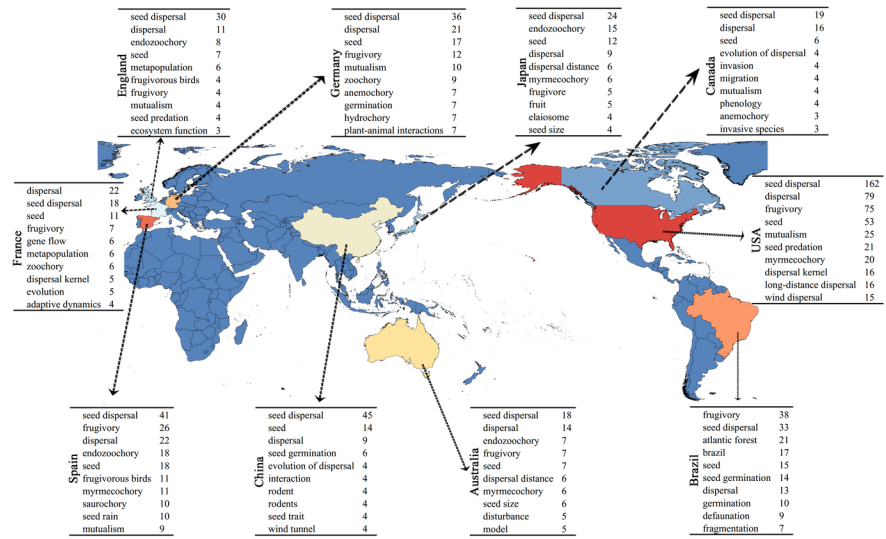 England
seed dispersal 30
dispersal 11
endozoochory 8
seed 7
metapopulation 6
frugivorous birds 4
frugivory 4
mutualism 4
seed predation 4
ecosystem function 3
Germany
seed dispersal 36
dispersal 21
seed 17
frugivory 12
mutualism 10
zoochory 9
anemochory 7
germination 7
hydrochory 7
plant-animal interactions 7
Japan
seed dispersal 24
endozoochory 15
seed 12
dispersal 9
dispersal distance 6
myrmecochory 6
frugivore 5
fruit 5
elaiosome 4
seed size 4
Canada
seed dispersal 19
dispersal 16
seed 6
evolution of dispersal 4
invasion 4
migration 4
mutualism 4
phenology 4
anemochory 3
invasive species 3
France
dispersal 22
seed dispersal 18
seed 11
frugivory 7
gene flow 6
metapopulation 6
zoochory 6
dispersal kernel 5
evolution 5
adaptive dynamics 4
USA
seed dispersal 162
dispersal 79
frugivory 75
seed 53
mutualism 25
seed predation 21
myrmecochory 20
dispersal kernel 16
long-distance dispersal 16
wind dispersal 15
Spain
seed dispersal 41
frugivory 26
dispersal 22
endozoochory 18
seed 18
frugivorous birds 11
myrmecochory 11
saurochory 10
seed rain 10
mutualism 9
China
seed dispersal 45
seed 14
dispersal 9
seed germination 6
evolution of dispersal 4
interaction 4
rodent 4
rodents 4
seed trait 4
wind tunnel 4
Australia
seed dispersal 18
dispersal 14
endozoochory 7
frugivory 7
seed 7
dispersal distance 6
myrmecochory 6
seed size 6
disturbance 5
model 5
Brazil
frugivory 38
seed dispersal 33
atlantic forest 21
brazil 17
seed 15
seed germination 14
dispersal 13
germination 10
defaunation 9
fragmentation 7